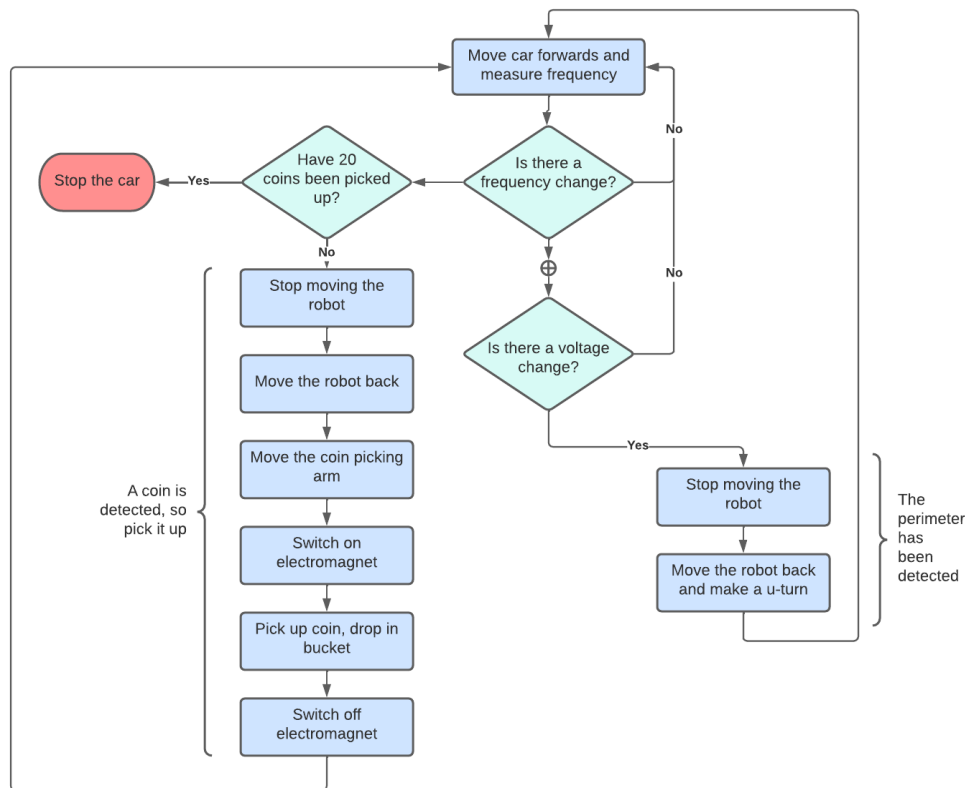 Move car forwards and
measure frequency
No
Have 20
coins been picked
up?
Is there a
frequency change?
Stop the car
Yes
No
Stop moving the
robot
No
Is there a voltage
change?
Move the robot back
Yes
Move the coin picking
arm
Stop moving the
robot
A coin is
detected, so
pick it up
The
perimeter
has
been
detected
Switch on
electromagnet
Move the robot back
and make a u-turn
Pick up coin, drop in
bucket
Switch off
electromagnet